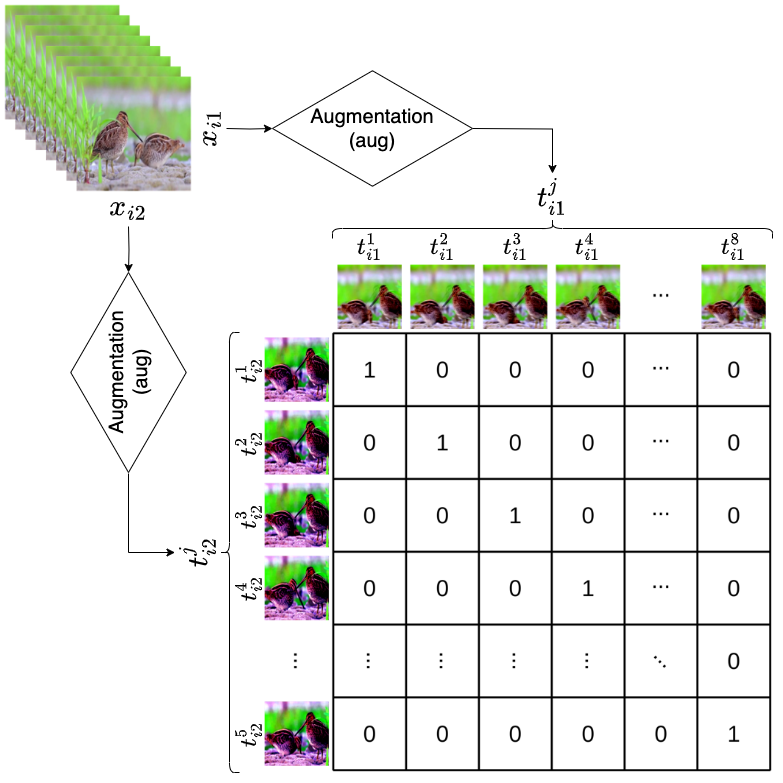 x_{i1}
Augmentation
(aug)
t_{i1}^{j}
x_{i2}
t_{i1}^{1} t_{i1}^{2} t_{i1}^{3} t_{i1}^{4} t_{i1}^{8}
...
Augmentation
(aug)
t_{i2}^{j}
t_{i2}^{1} 1 0 0 0 ... 0
t_{i2}^{2} 0 1 0 0 ... 0
t_{i2}^{3} 0 0 1 0 ... 0
t_{i2}^{4} 0 0 0 1 ... 0
⋮ ⋮ ⋮ ⋮ ⋮ ⋱ 0
t_{i2}^{5} 0 0 0 0 0 1